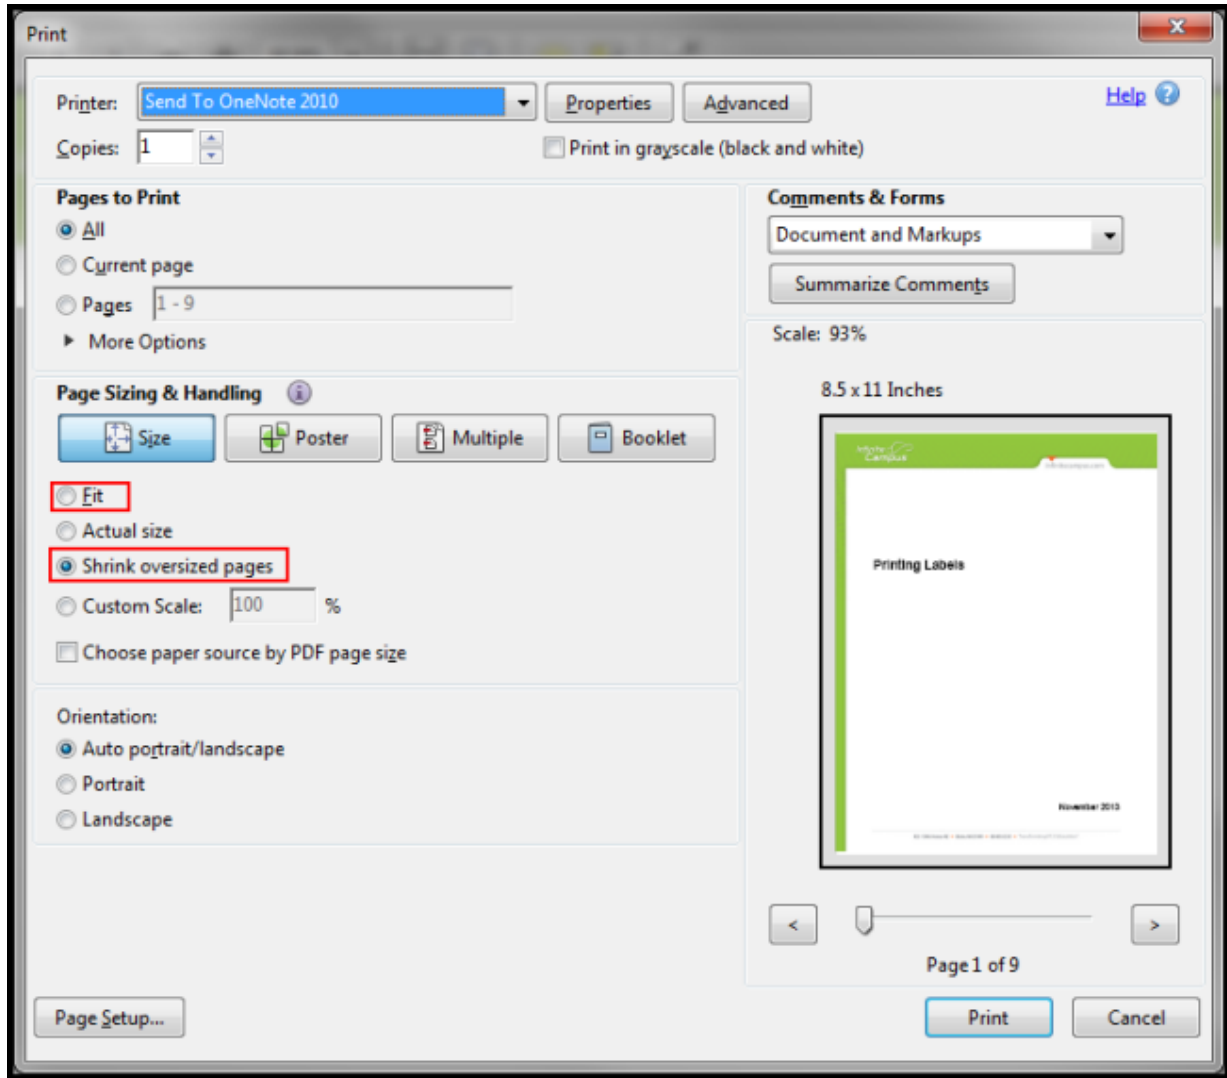 Print
Printer: Send To OneNote 2010 Properties Advanced Help
Copies: 1 Print in grayscale (black and white)
Pages to Print
All
Current page
Pages 1 - 9
More Options
Comments & Forms
Document and Markups
Summarize Comments
Page Sizing & Handling
Size Poster Multiple Booklet
Fit
Actual size
Shrink oversized pages
Custom Scale: 100 %
Choose paper source by PDF page size
Orientation:
Auto portrait/landscape
Portrait
Landscape
Scale: 93%
8.5 x 11 Inches
Infinite
Campus
Printing Labels
November 2013
< >
Page 1 of 9
Page Setup... Print Cancel